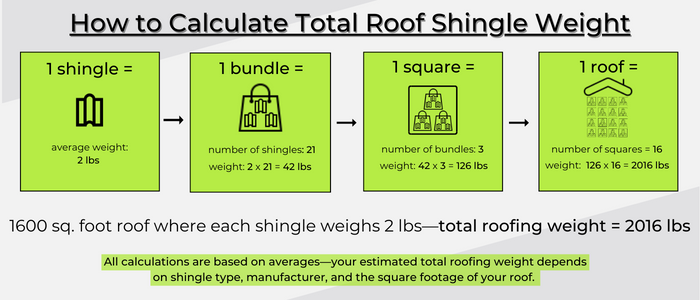 How to Calculate Total Roof Shingle Weight
1 shingle =
average weight:
2 lbs
1 bundle =
number of shingles: 21
weight: 2 x 21 = 42 lbs
1 square =
number of bundles: 3
weight: 42 x 3 = 126 lbs
1 roof =
number of squares = 16
weight: 126 x 16 = 2016 lbs
1600 sq. foot roof where each shingle weighs 2 lbs—total roofing weight = 2016 lbs
All calculations are based on averages—your estimated total roofing weight depends
on shingle type, manufacturer, and the square footage of your roof.